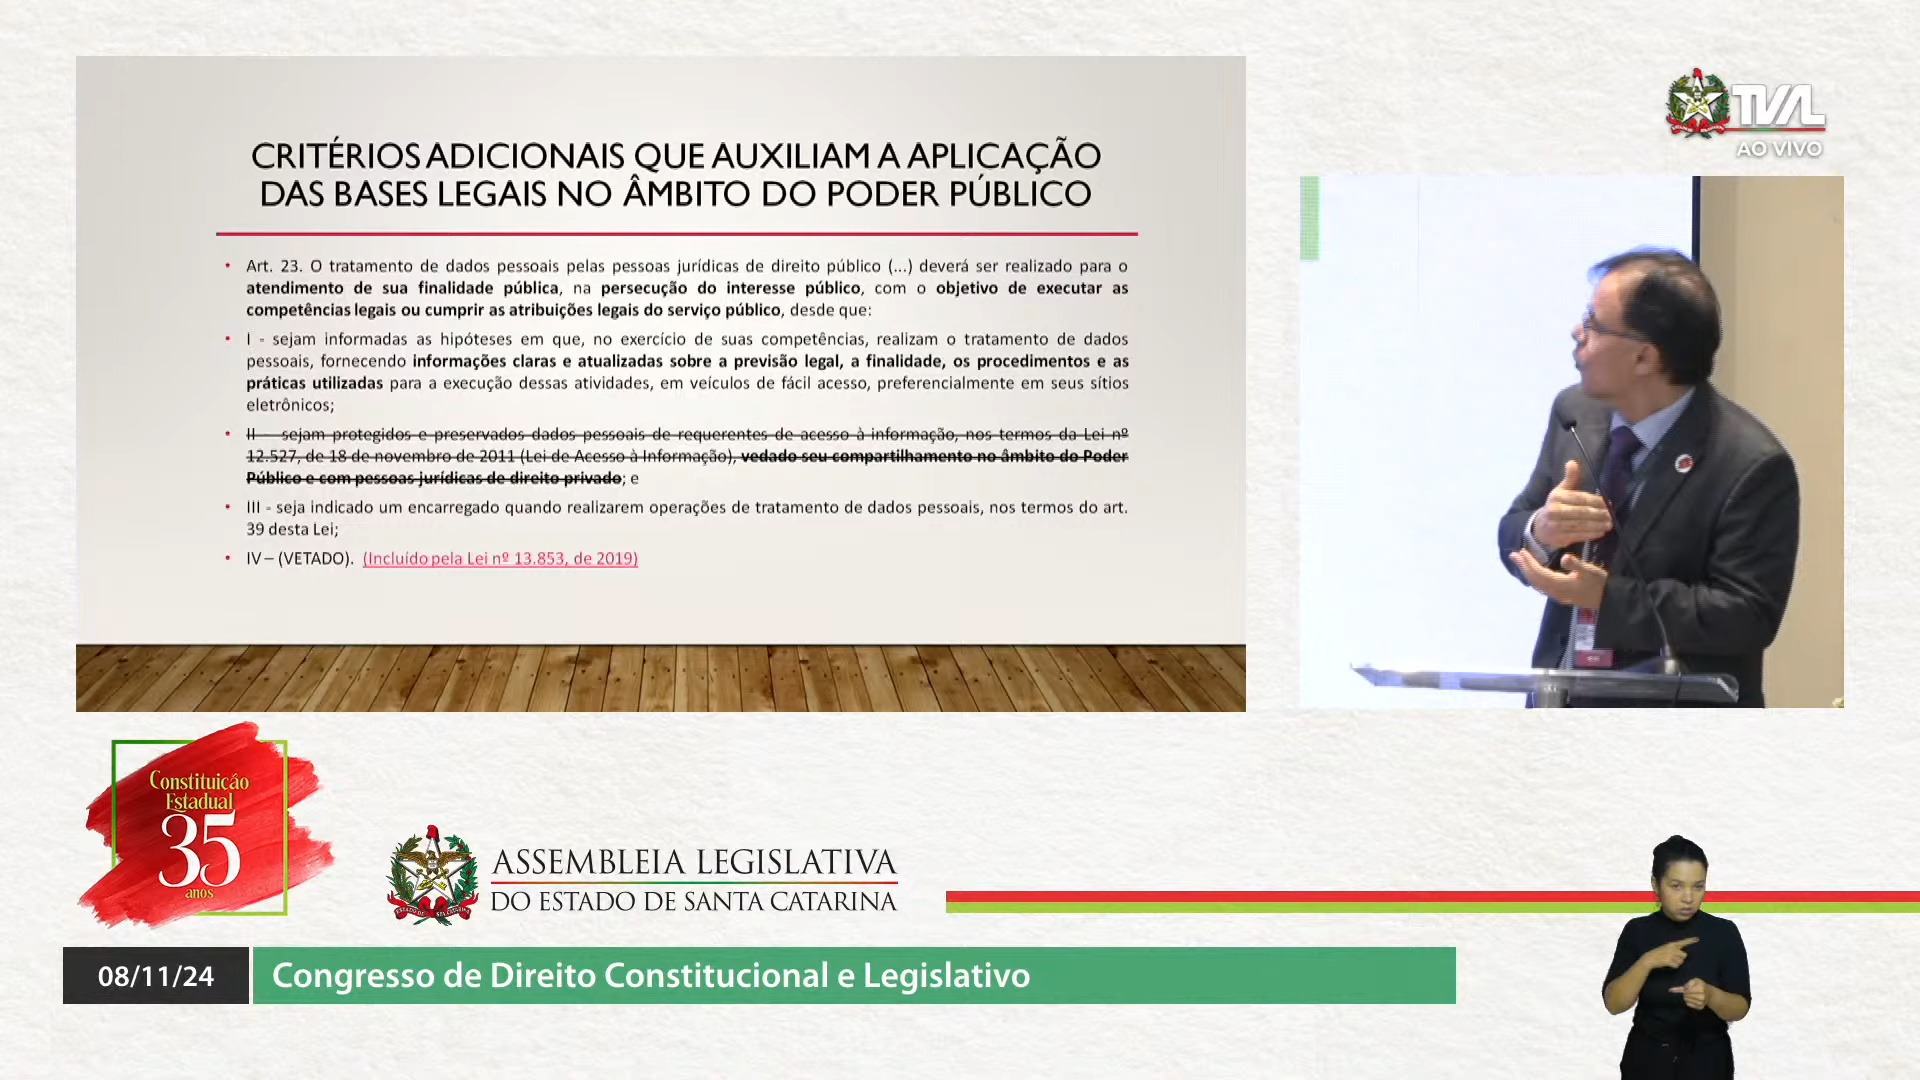 CRITÉRIOS ADICIONAIS QUE AUXILIAM A APLICAÇÃO
DAS BASES LEGAIS NO ÂMBITO DO PODER PÚBLICO
• Art. 23. O tratamento de dados pessoais pelas pessoas jurídicas de direito público (...) deverá ser realizado para o
atendimento de sua finalidade pública, na persecução do interesse público, com o objetivo de executar as
competências legais ou cumprir as atribuições legais do serviço público, desde que:
• I - sejam informadas as hipóteses em que, no exercício de suas competências, realizam o tratamento de dados
pessoais, fornecendo informações claras e atualizadas sobre a previsão legal, a finalidade, os procedimentos e as
práticas utilizadas para a execução dessas atividades, em veículos de fácil acesso, preferencialmente em seus sítios
eletrônicos;
• II - sejam protegidos e preservados dados pessoais de requerentes de acesso à informação, nos termos da Lei nº
12.527, de 18 de novembro de 2011 (Lei de Acesso à Informação), vedado seu compartilhamento no âmbito do Poder
Público e com pessoas jurídicas de direito privado; e
• III - seja indicado um encarregado quando realizarem operações de tratamento de dados pessoais, nos termos do art.
39 desta Lei;
• IV – (VETADO). (Incluído pela Lei nº 13.853, de 2019)
TVAL
AO VIVO
Constituição
Estadual
35
anos
ASSEMBLEIA LEGISLATIVA
DO ESTADO DE SANTA CATARINA
08/11/24
Congresso de Direito Constitucional e Legislativo